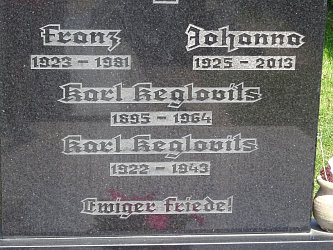 Franz Johanna
1923 - 1981 1925 - 2013
Karl Keglovits
1895 - 1964
Karl Keglovits
1922 - 1943
Ewiger Friede!